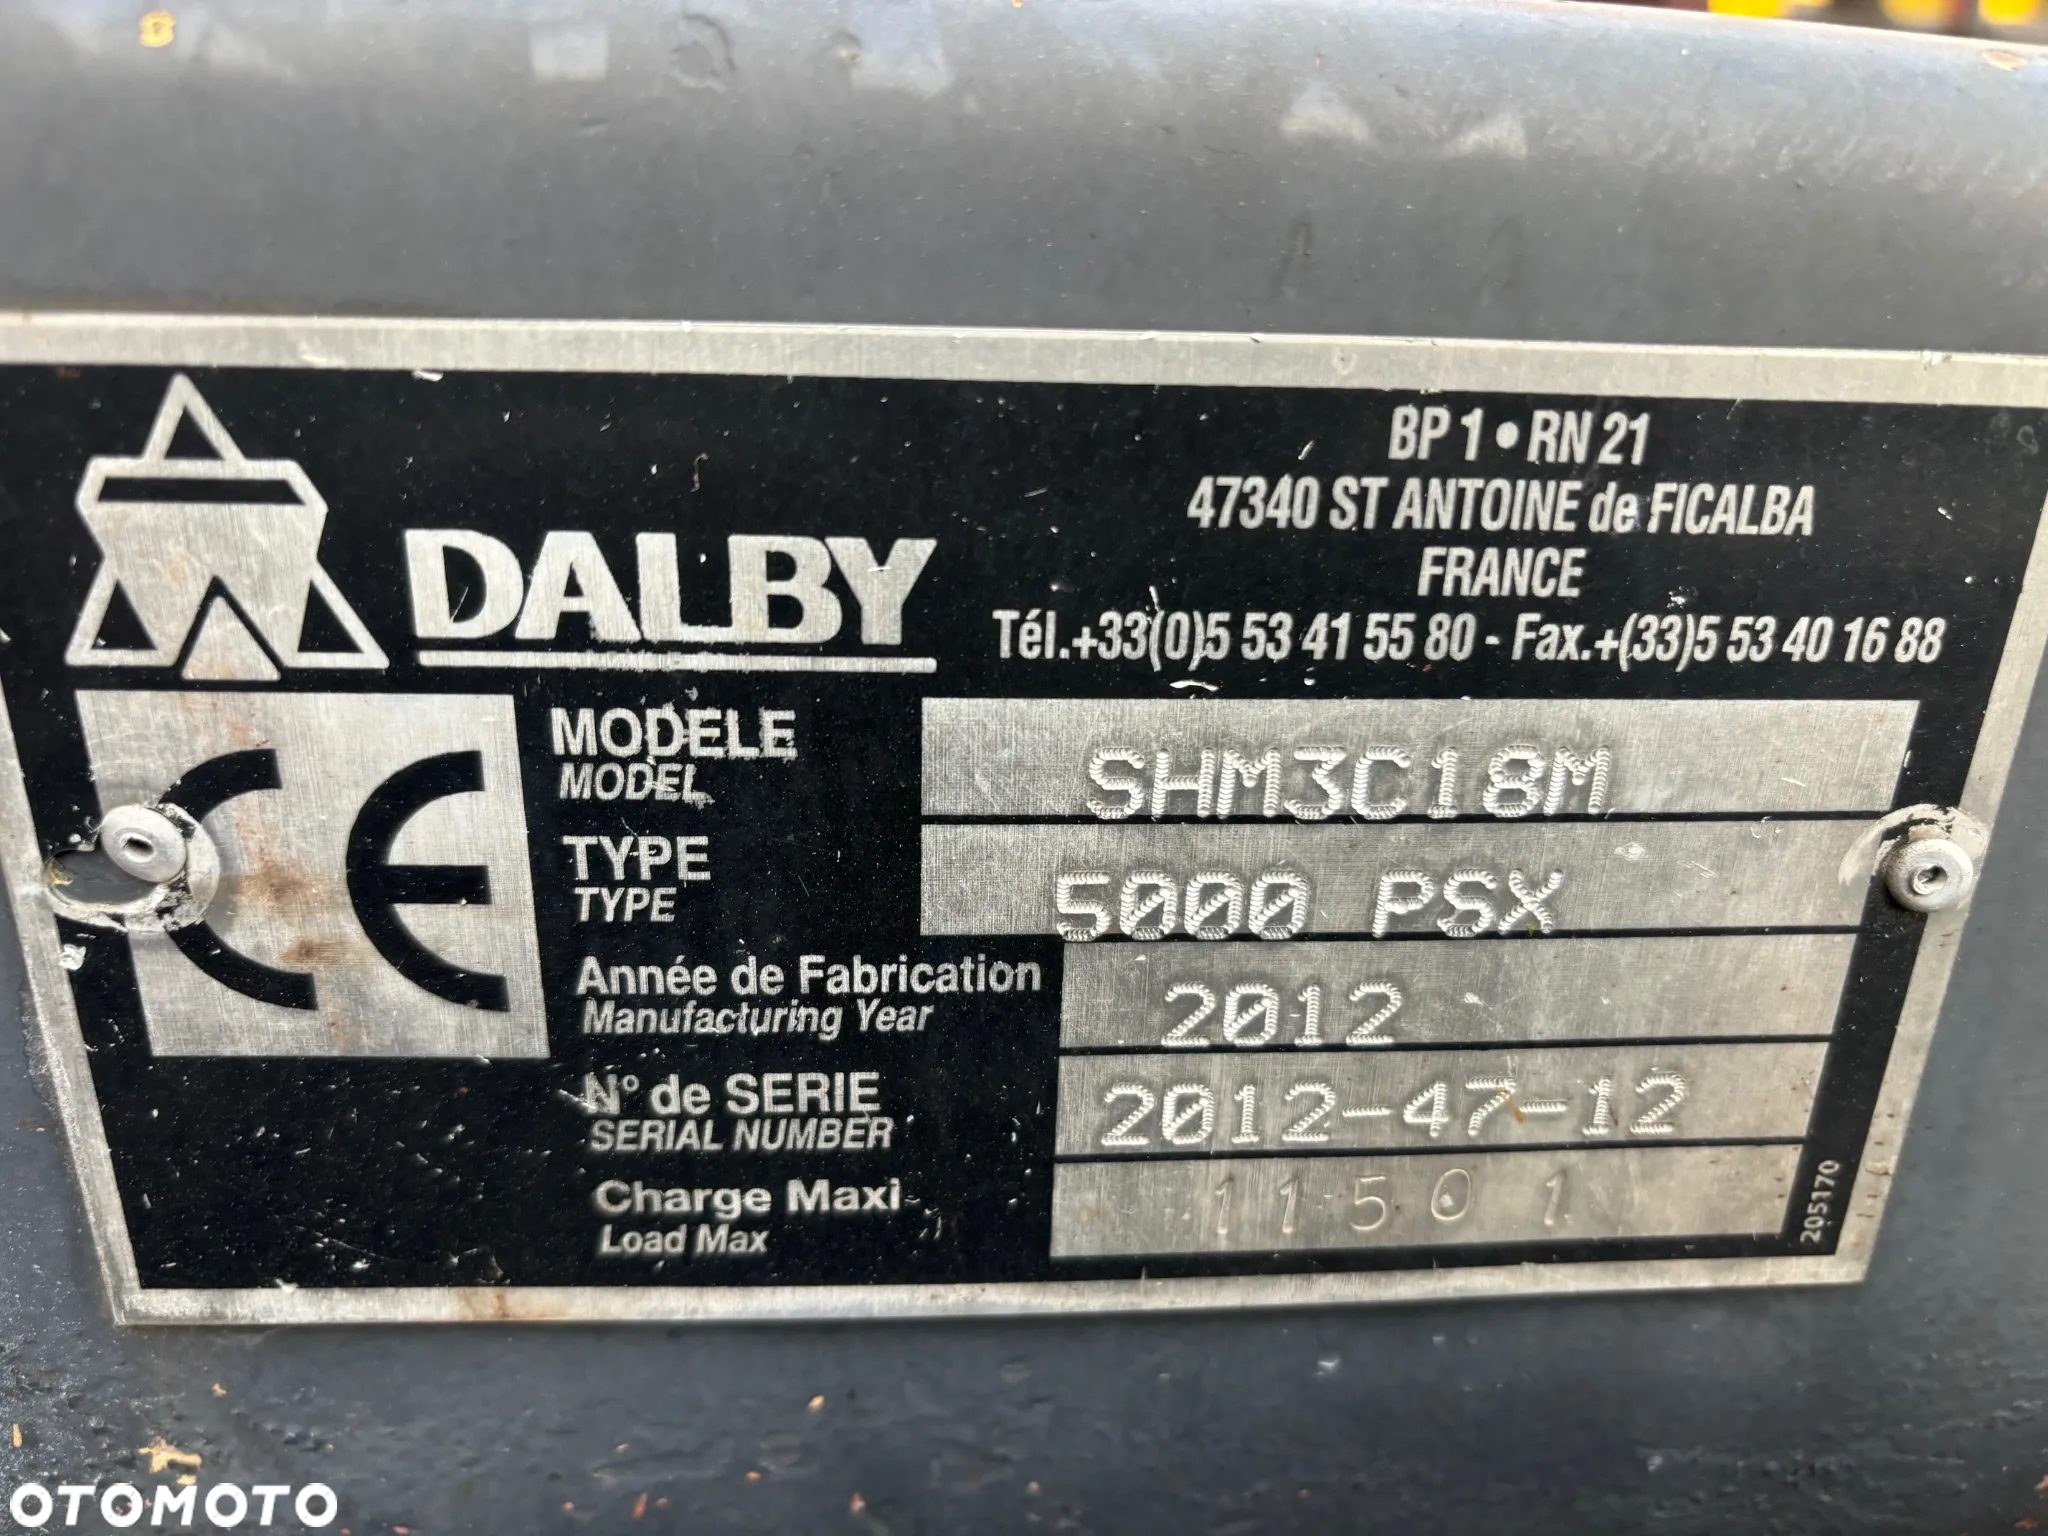 BP 1 • RN 21
47340 ST ANTOINE de FICALBA
FRANCE
Tél.+33(0)5 53 41 55 80 - Fax.+(33)5 53 40 16 88
DALBY
CE
MODELE SHM3C18M
MODEL
TYPE 5000 PSX
TYPE
Année de Fabrication 2012
Manufacturing Year
N° de SERIE 2012-47-12
SERIAL NUMBER
Charge Maxi 11501
Load Max
205170
OTOMOTO